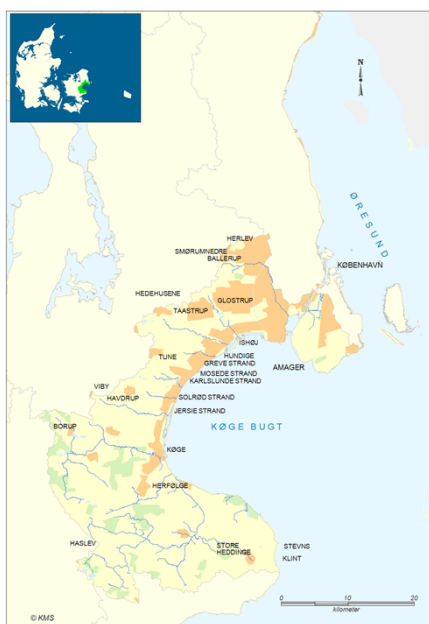 N
ØRESUND
HERLEV
SMØRUMNEDRE
BALLERUP
KØBENHAVN
HEDEHUSENE
GLOSTRUP
TAASTRUP
ISHØJ
TUNE
HUNDIGE
GREVE STRAND
AMAGER
MOSEDE STRAND
KARLSLUNDE STRAND
VIBY
HAVDRUP
SOLRØD STRAND
JERSIE STRAND
KØGE BUGT
BORUP
KØGE
HERFØLGE
HASLEV
STORE
HEDDINGE
STEVNS
KLINT
0 10 20
kilometer
© KMS